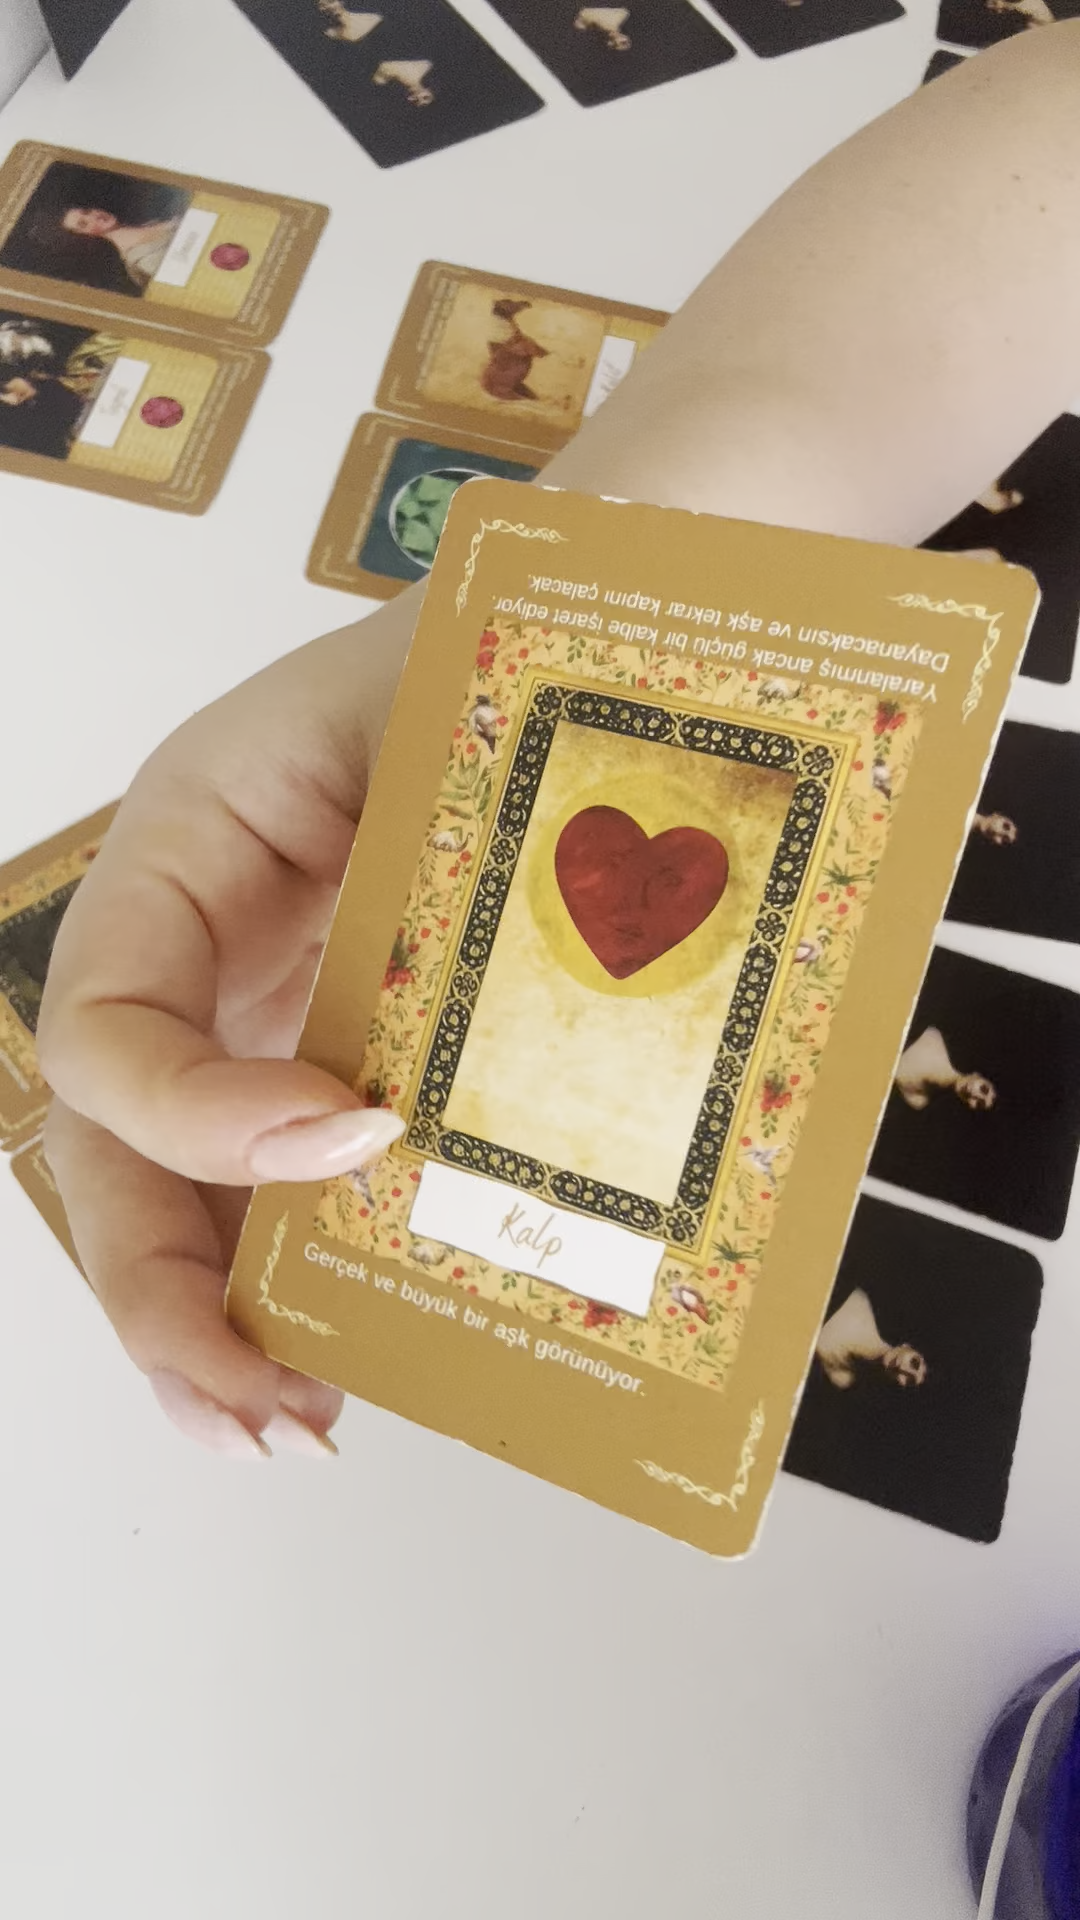 Yaralanmış ancak güçlü bir kalbe işaret ediyor.
Dayanacaksın ve aşk tekrar kapını çalacak.
Kalp
Gerçek ve büyük bir aşk görünüyor.